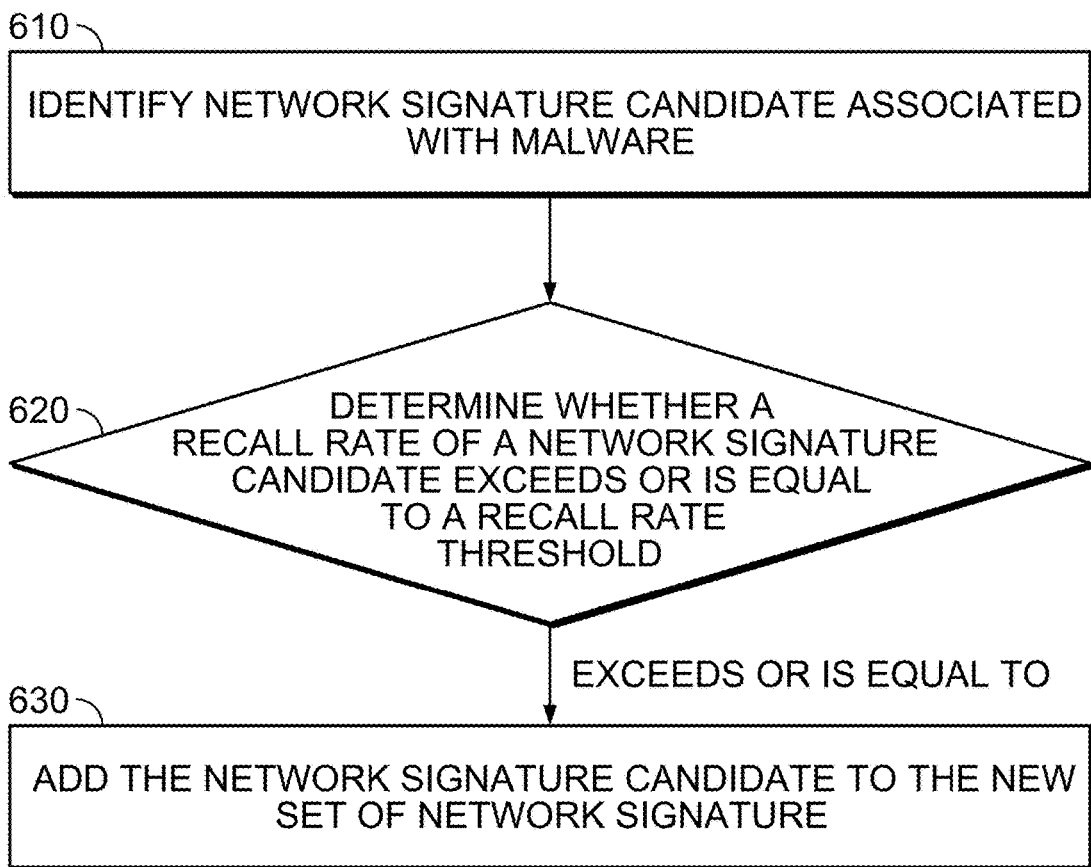 610
IDENTIFY NETWORK SIGNATURE CANDIDATE ASSOCIATED
WITH MALWARE
620
DETERMINE WHETHER A
RECALL RATE OF A NETWORK SIGNATURE
CANDIDATE EXCEEDS OR IS EQUAL
TO A RECALL RATE
THRESHOLD
EXCEEDS OR IS EQUAL TO
630
ADD THE NETWORK SIGNATURE CANDIDATE TO THE NEW
SET OF NETWORK SIGNATURE